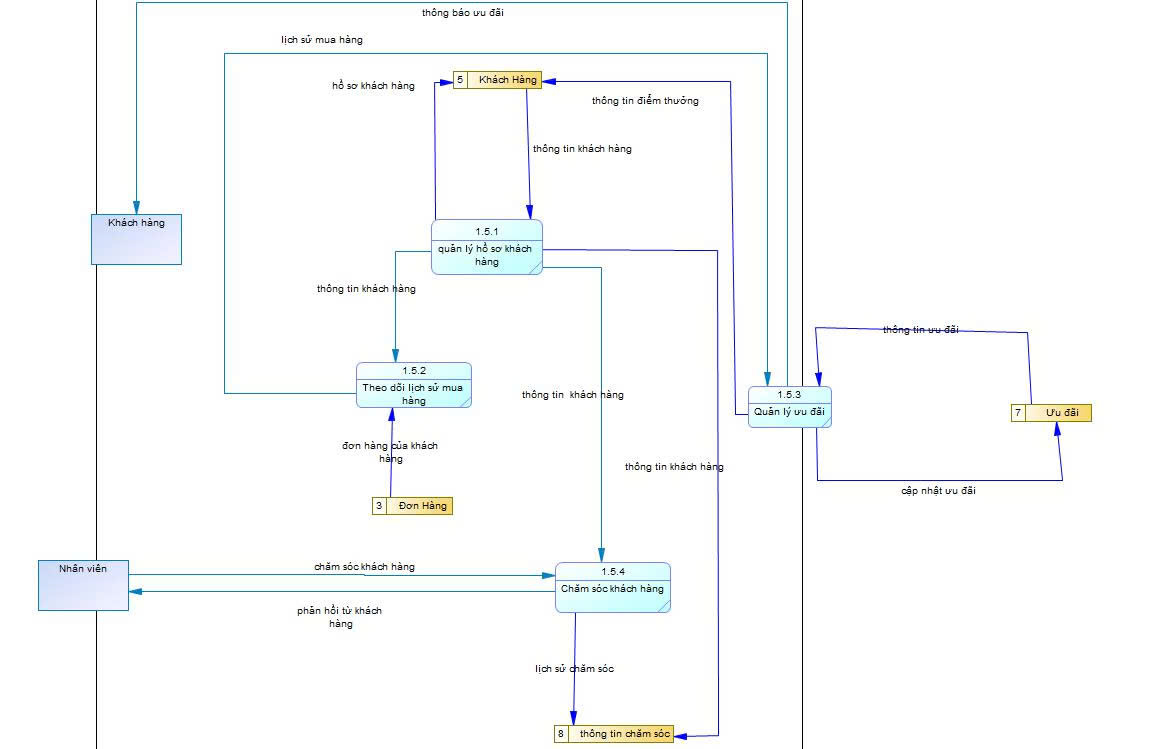 thông báo ưu đãi
lịch sử mua hàng
5 Khách Hàng
hồ sơ khách hàng
thông tin điểm thưởng
thông tin khách hàng
Khách hàng
1.5.1
quản lý hồ sơ khách
hàng
thông tin khách hàng
thông tin ưu đãi
1.5.2
Theo dõi lịch sử mua
hàng
thông tin khách hàng
1.5.3
Quản lý ưu đãi
7 Ưu đãi
đơn hàng của khách
hàng
thông tin khách hàng
cập nhật ưu đãi
3 Đơn Hàng
Nhân viên
chăm sóc khách hàng
1.5.4
Chăm sóc khách hàng
phản hồi từ khách
hàng
lịch sử chăm sóc
8 thông tin chăm sóc